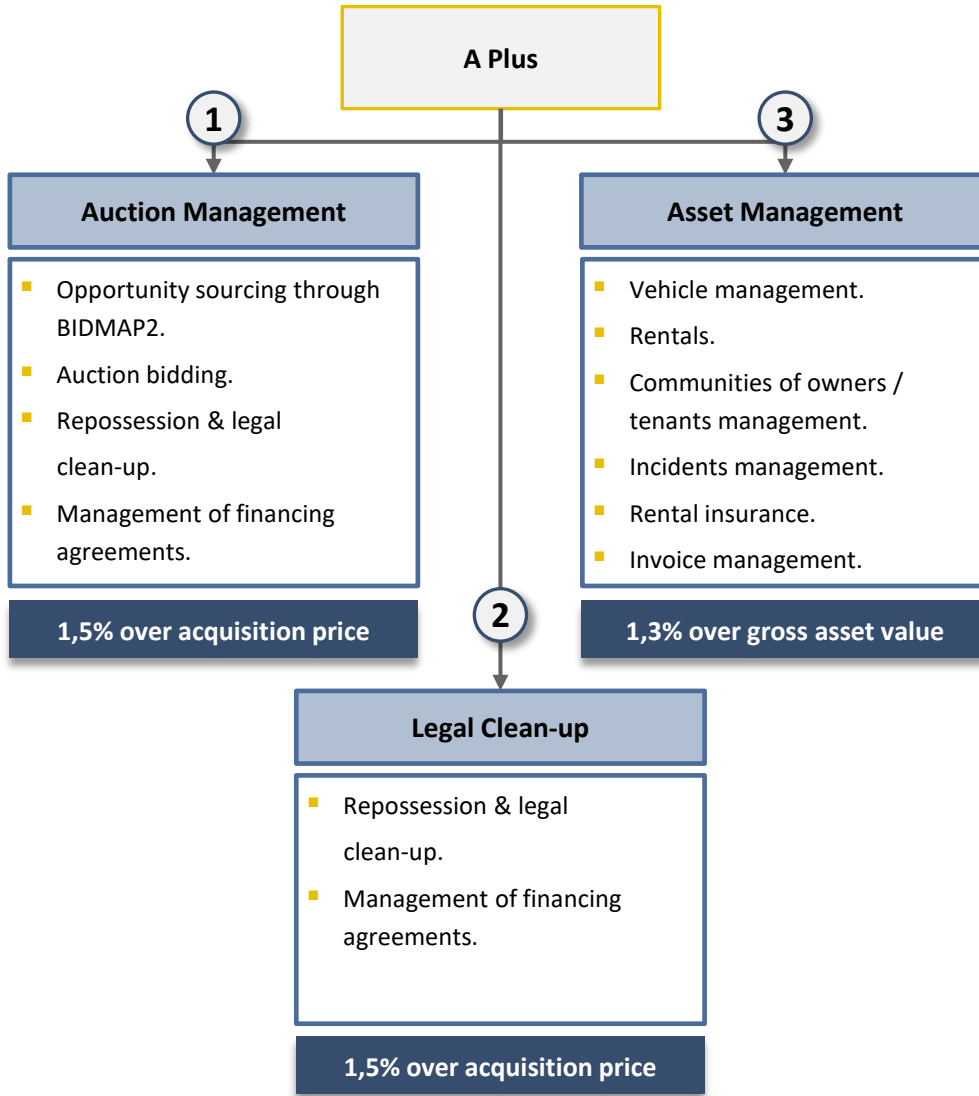 A Plus
1
Auction Management
Opportunity sourcing through
BIDMAP2.
Auction bidding.
Repossession & legal
clean-up.
Management of financing
agreements.
1,5% over acquisition price
3
Asset Management
Vehicle management.
Rentals.
Communities of owners /
tenants management.
Incidents management.
Rental insurance.
Invoice management.
1,3% over gross asset value
2
Legal Clean-up
Repossession & legal
clean-up.
Management of financing
agreements.
1,5% over acquisition price